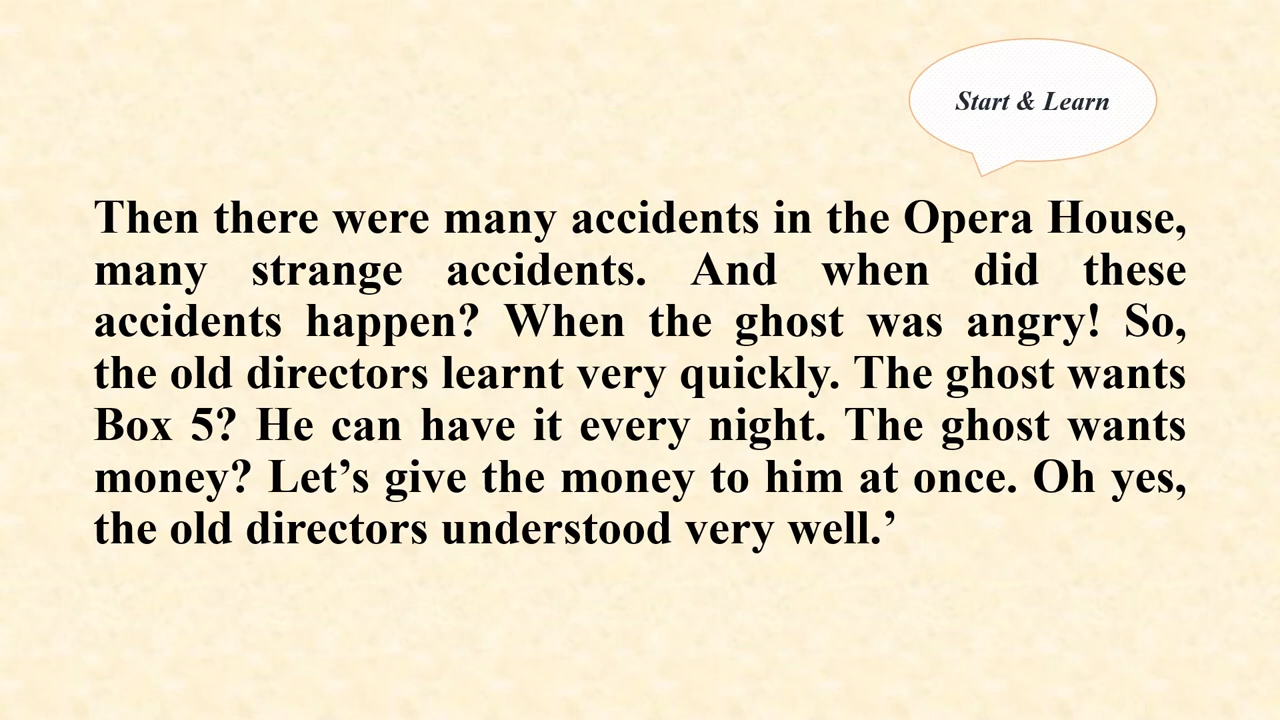 Start & Learn
Then there were many accidents in the Opera House,
many strange accidents. And when did these
accidents happen? When the ghost was angry! So,
the old directors learnt very quickly. The ghost wants
Box 5? He can have it every night. The ghost wants
money? Let’s give the money to him at once. Oh yes,
the old directors understood very well.’